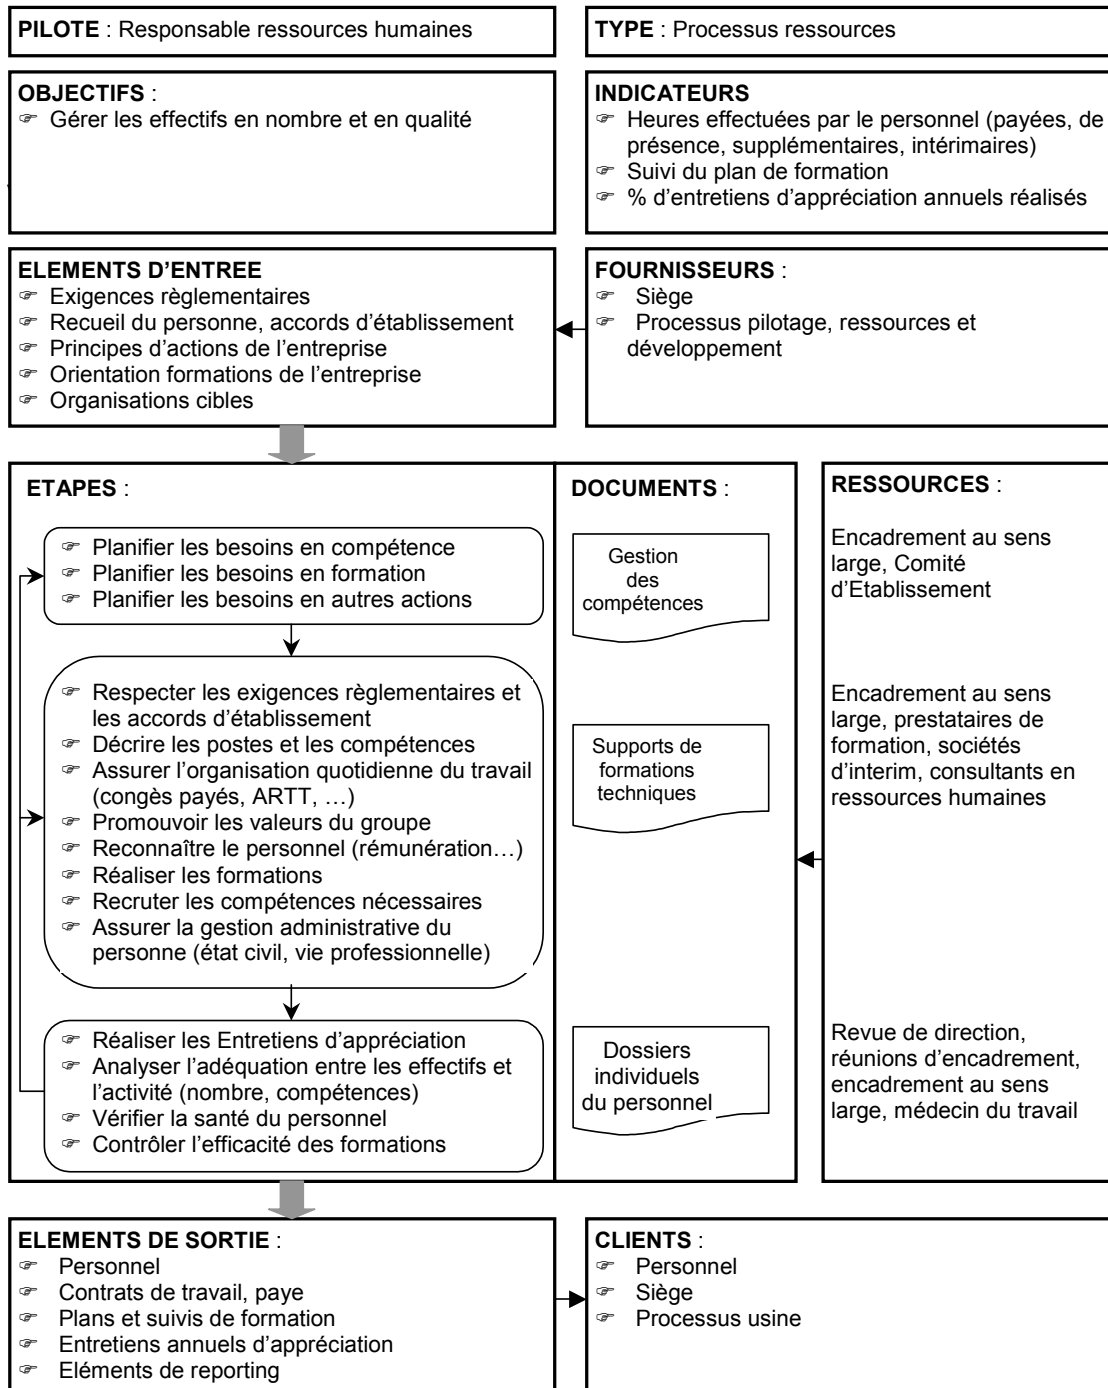 PILOTE : Responsable ressources humaines
TYPE : Processus ressources
OBJECTIFS :
☞ Gérer les effectifs en nombre et en qualité
INDICATEURS
☞ Heures effectuées par le personnel (payées, de
présence, supplémentaires, intérimaires)
☞ Suivi du plan de formation
☞ % d’entretiens d’appréciation annuels réalisés
ELEMENTS D’ENTREE
☞ Exigences règlementaires
☞ Recueil du personne, accords d’établissement
☞ Principes d’actions de l’entreprise
☞ Orientation formations de l’entreprise
☞ Organisations cibles
FOURNISSEURS :
☞ Siège
☞ Processus pilotage, ressources et
développement
ETAPES :
☞ Planifier les besoins en compétence
☞ Planifier les besoins en formation
☞ Planifier les besoins en autres actions
☞ Respecter les exigences règlementaires et
les accords d’établissement
☞ Décrire les postes et les compétences
☞ Assurer l’organisation quotidienne du travail
(congès payés, ARTT, …)
☞ Promouvoir les valeurs du groupe
☞ Reconnaître le personnel (rémunération…)
☞ Réaliser les formations
☞ Recruter les compétences nécessaires
☞ Assurer la gestion administrative du
personne (état civil, vie professionnelle)
☞ Réaliser les Entretiens d’appréciation
☞ Analyser l’adéquation entre les effectifs et
l’activité (nombre, compétences)
☞ Vérifier la santé du personnel
☞ Contrôler l’efficacité des formations
DOCUMENTS :
Gestion
des
compétences
Supports de
formations
techniques
Dossiers
individuels
du personnel
RESSOURCES :
Encadrement au sens
large, Comité
d’Etablissement
Encadrement au sens
large, prestataires de
formation, sociétés
d’interim, consultants en
ressources humaines
Revue de direction,
réunions d’encadrement,
encadrement au sens
large, médecin du travail
ELEMENTS DE SORTIE :
☞ Personnel
☞ Contrats de travail, paye
☞ Plans et suivis de formation
☞ Entretiens annuels d’appréciation
☞ Eléments de reporting
CLIENTS :
☞ Personnel
☞ Siège
☞ Processus usine